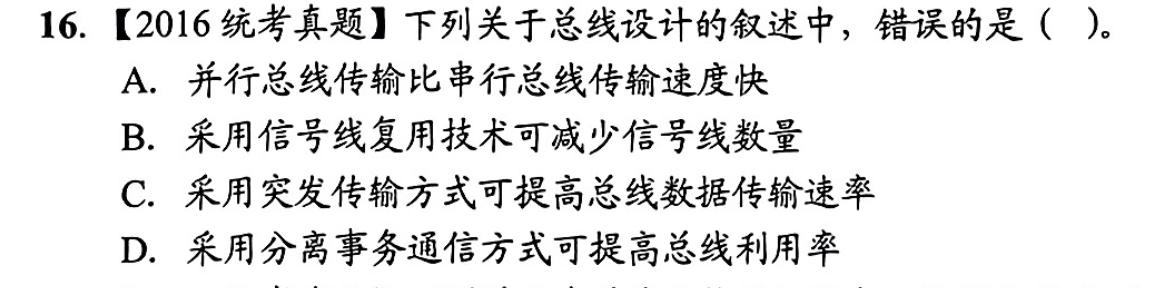 16. 【2016 统考真题】下列关于总线设计的叙述中，错误的是（  ）。
A. 并行总线传输比串行总线传输速度快
B. 采用信号线复用技术可减少信号线数量
C. 采用突发传输方式可提高总线数据传输速率
D. 采用分离事务通信方式可提高总线利用率